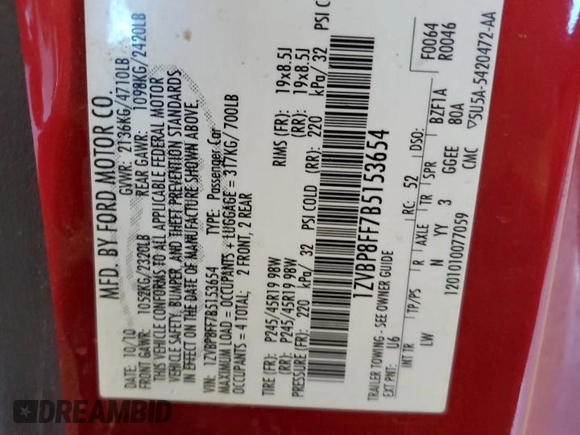 MFD. BY FORD MOTOR CO.
DATE: 10/10 GVWR: 2136KG/4710LB
FRONT GAWR: 1052KG/2320LB REAR GAWR: 1098KG/2420LB
THIS VEHICLE CONFORMS TO ALL APPLICABLE FEDERAL MOTOR
VEHICLE SAFETY, BUMPER, AND THEFT PREVENTION STANDARDS
IN EFFECT ON THE DATE OF MANUFACTURE SHOWN ABOVE.
VIN: 1ZVBP8FF7B5153654 TYPE: Passenger Car
MAXIMUM LOAD = OCCUPANTS + LUGGAGE = 317KG/700LB
OCCUPANTS = 4 TOTAL; 2 FRONT, 2 REAR
TIRE (FR): P245/45R19 98W RIMS (FR): 19x8.5J
(RR): P245/45R19 98W (RR): 19x8.5J
PRESSURE (FR): 220 kPa/ 32 PSI COLD (RR): 220 kPa/ 32 PSI C
1ZVBP8FF7B5153654
TRAILER TOWING - SEE OWNER GUIDE
EXT PNT: U6 RC: 52 DSO: F0064
R0046
INT TR TP/PS R AXLE TR SPR BZF1A
LW N YY 3 GGEE 80A
1201010077059 CMC ▽5U5A-5420472-AA
DREAMBID